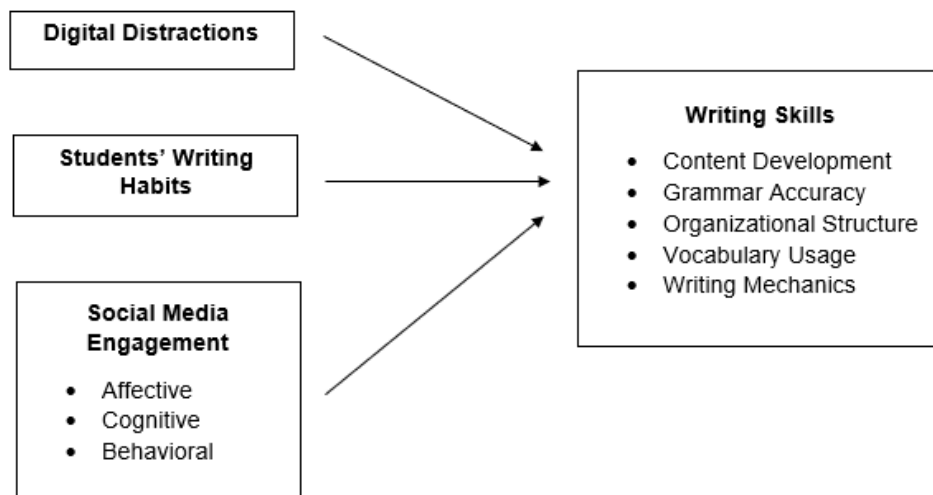 Digital Distractions
Students’ Writing
Habits
Social Media
Engagement
• Affective
• Cognitive
• Behavioral
Writing Skills
• Content Development
• Grammar Accuracy
• Organizational Structure
• Vocabulary Usage
• Writing Mechanics